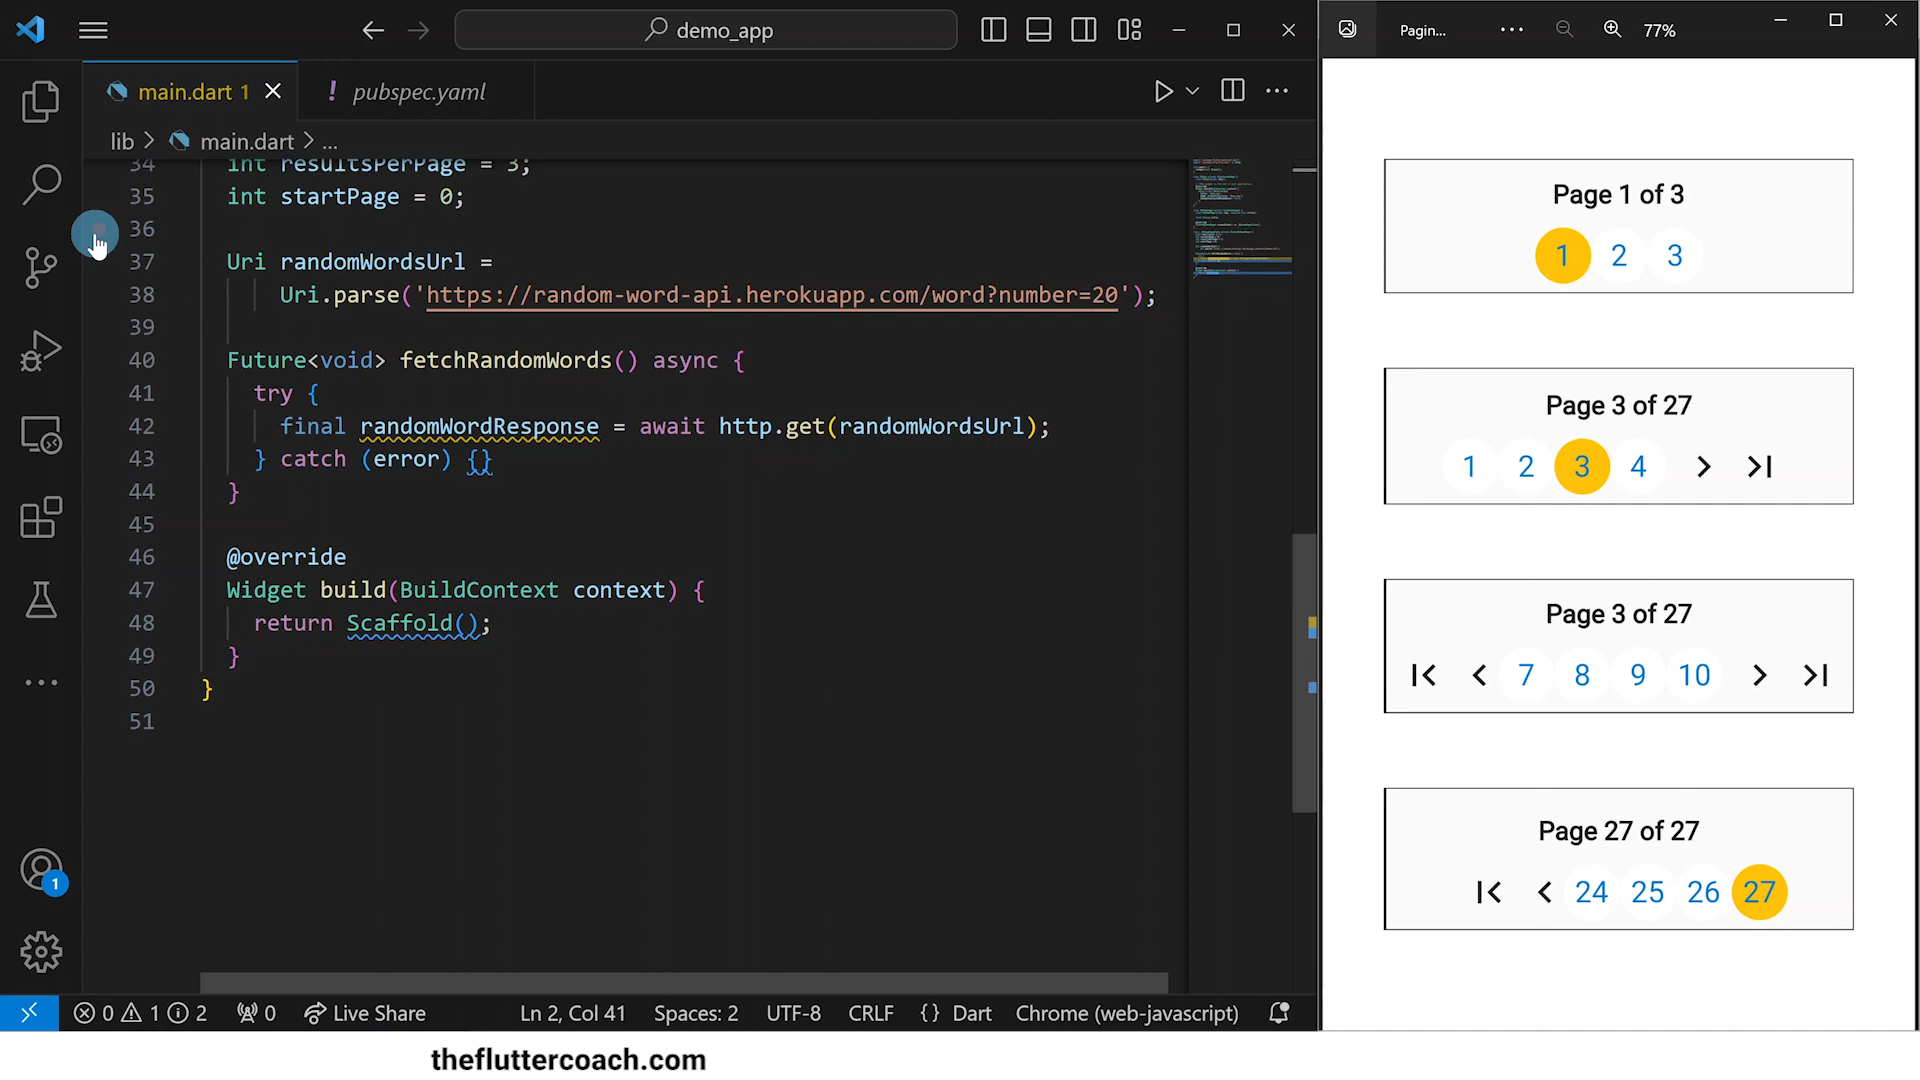 demo_app
main.dart 1
! pubspec.yaml
lib > main.dart > ...
34 int resultsPerPage = 3;
35 int startPage = 0;
36
37 Uri randomWordsUrl =
38 Uri.parse('https://random-word-api.herokuapp.com/word?number=20');
39
40 Future<void> fetchRandomWords() async {
41 try {
42 final randomWordResponse = await http.get(randomWordsUrl);
43 } catch (error) {}
44 }
45
46 @override
47 Widget build(BuildContext context) {
48 return Scaffold();
49 }
50 }
51
1
0 1 2 0 Live Share Ln 2, Col 41 Spaces: 2 UTF-8 CRLF {} Dart Chrome (web-javascript)
Pagin... 77%
Page 1 of 3
1 2 3
Page 3 of 27
1 2 3 4 > >|
Page 3 of 27
|< < 7 8 9 10 > >|
Page 27 of 27
|< < 24 25 26 27
thefluttercoach.com